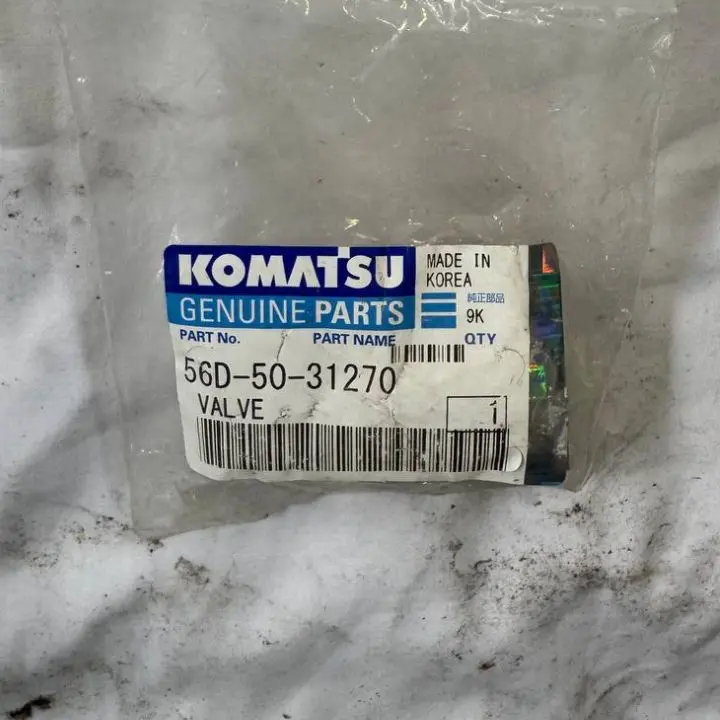 KOMATSU
MADE IN
KOREA
GENUINE PARTS
純正部品
9K
PART No.
PART NAME
QTY
56D-50-31270
VALVE
1